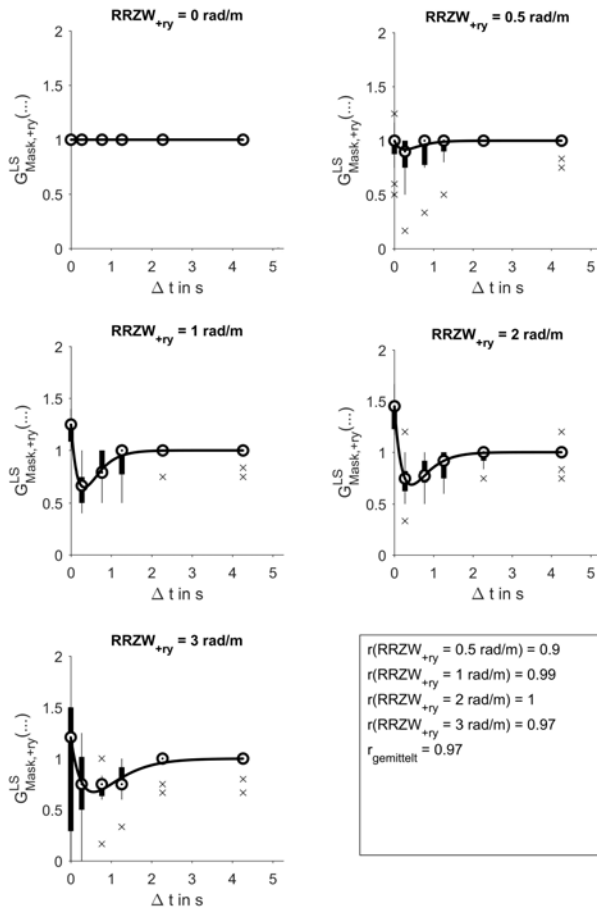 RRZW+ry = 0 rad/m
2
1.5
1
0.5
0
G^LS_Mask,+ry(...)
0 1 2 3 4 5
Δ t in s
RRZW+ry = 0.5 rad/m
2
1.5
1
0.5
0
G^LS_Mask,+ry(...)
0 1 2 3 4 5
Δ t in s
RRZW+ry = 1 rad/m
2
1.5
1
0.5
0
G^LS_Mask,+ry(...)
0 1 2 3 4 5
Δ t in s
RRZW+ry = 2 rad/m
2
1.5
1
0.5
0
G^LS_Mask,+ry(...)
0 1 2 3 4 5
Δ t in s
RRZW+ry = 3 rad/m
2
1.5
1
0.5
0
G^LS_Mask,+ry(...)
0 1 2 3 4 5
Δ t in s
r(RRZW+ry = 0.5 rad/m) = 0.9
r(RRZW+ry = 1 rad/m) = 0.99
r(RRZW+ry = 2 rad/m) = 1
r(RRZW+ry = 3 rad/m) = 0.97
r_gemittelt = 0.97